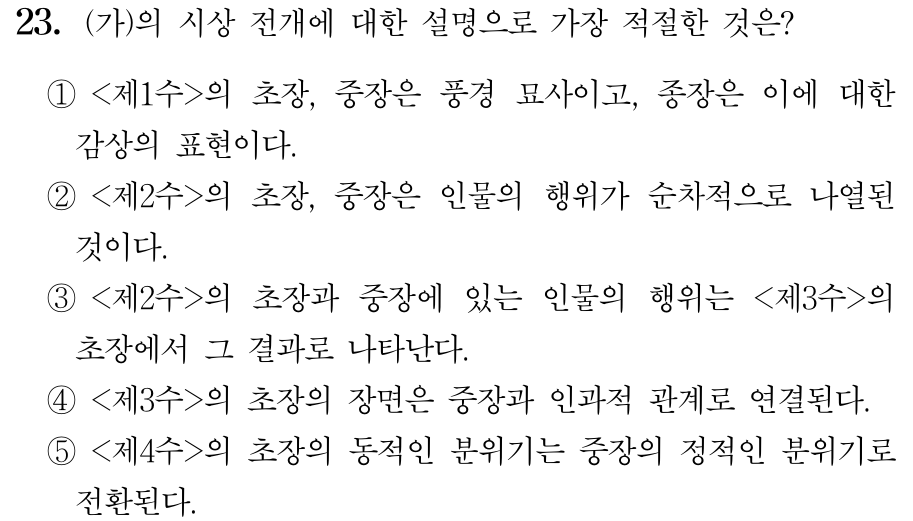 23. (가)의 시상 전개에 대한 설명으로 가장 적절한 것은?
① <제1수>의 초장, 중장은 풍경 묘사이고, 종장은 이에 대한
감상의 표현이다.
② <제2수>의 초장, 중장은 인물의 행위가 순차적으로 나열된
것이다.
③ <제2수>의 초장과 중장에 있는 인물의 행위는 <제3수>의
초장에서 그 결과로 나타난다.
④ <제3수>의 초장의 장면은 중장과 인과적 관계로 연결된다.
⑤ <제4수>의 초장의 동적인 분위기는 중장의 정적인 분위기로
전환된다.